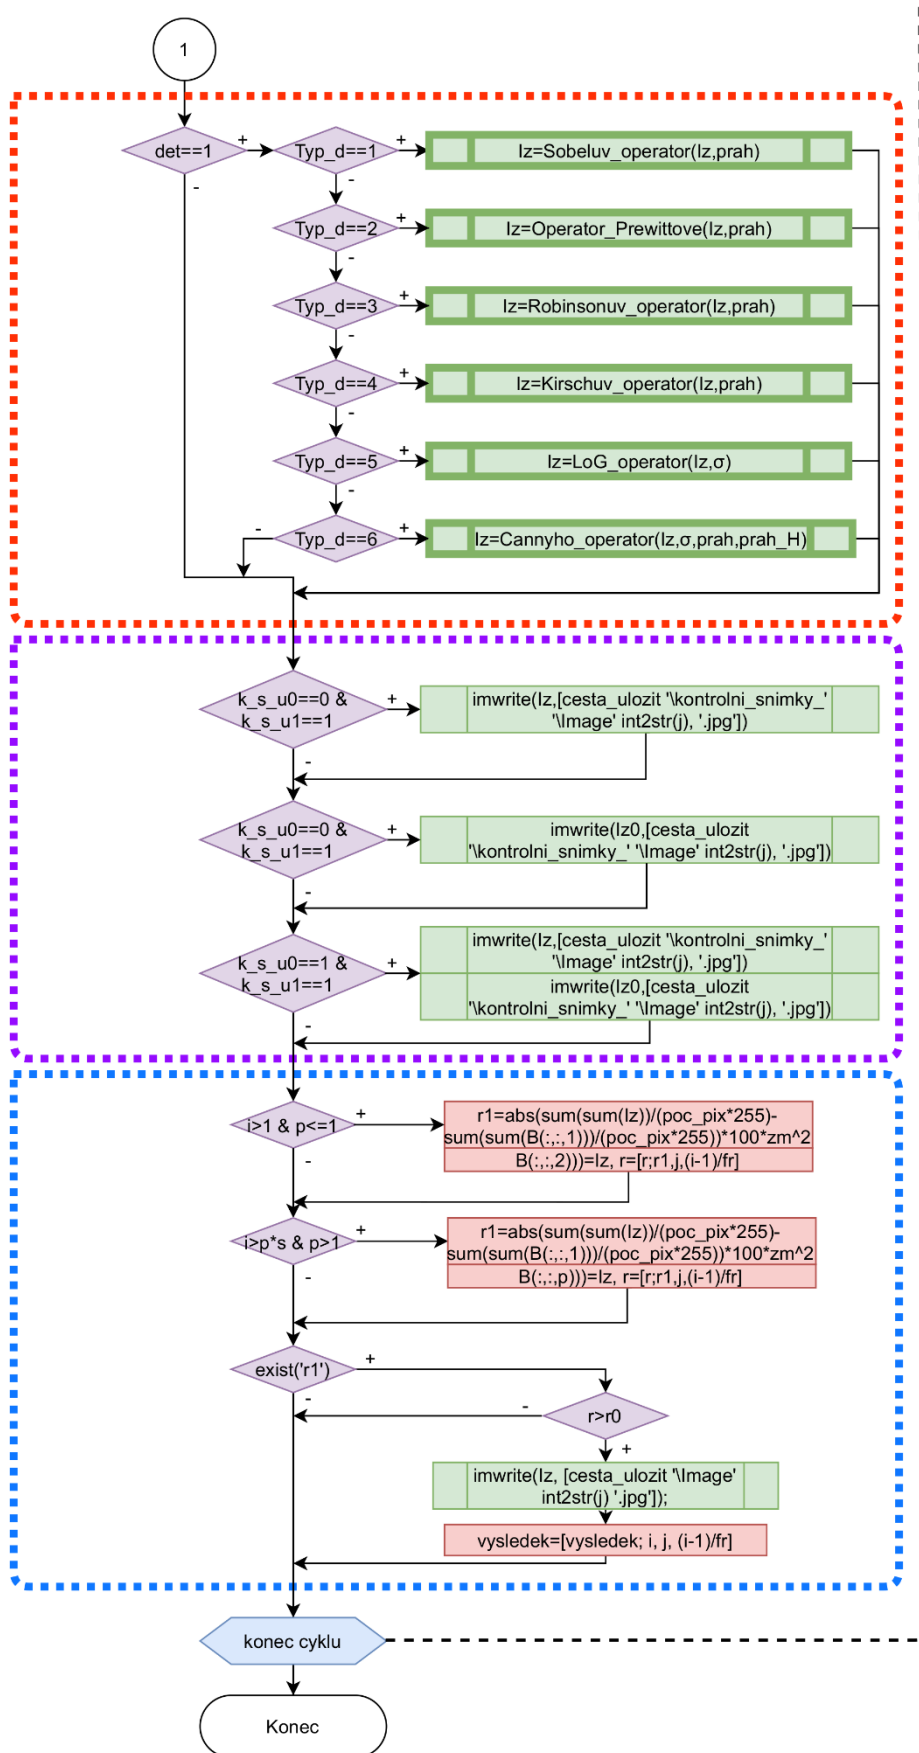 1
det==1
+
-
Typ_d==1
+
-
Iz=Sobeluv_operator(Iz,prah)
Typ_d==2
+
-
Iz=Operator_Prewittove(Iz,prah)
Typ_d==3
+
-
Iz=Robinsonuv_operator(Iz,prah)
Typ_d==4
+
-
Iz=Kirschuv_operator(Iz,prah)
Typ_d==5
+
-
Iz=LoG_operator(Iz,σ)
-
Typ_d==6
+
Iz=Cannyho_operator(Iz,σ,prah,prah_H)
k_s_u0==0 &
k_s_u1==1
+
-
imwrite(Iz,[cesta_ulozit '\kontrolni_snimky_'
'\Image' int2str(j), '.jpg'])
k_s_u0==0 &
k_s_u1==1
+
-
imwrite(Iz0,[cesta_ulozit
'\kontrolni_snimky_' '\Image' int2str(j), '.jpg'])
k_s_u0==1 &
k_s_u1==1
+
-
imwrite(Iz,[cesta_ulozit '\kontrolni_snimky_'
'\Image' int2str(j), '.jpg'])
imwrite(Iz0,[cesta_ulozit
'\kontrolni_snimky_' '\Image' int2str(j), '.jpg'])
i>1 & p<=1
+
-
r1=abs(sum(sum(Iz))/(poc_pix*255)-
sum(sum(B(:,:,1)))/(poc_pix*255))*100*zm^2
B(:,:,2)))=Iz, r=[r;r1,j,(i-1)/fr]
i>p*s & p>1
+
-
r1=abs(sum(sum(Iz))/(poc_pix*255)-
sum(sum(B(:,:,1)))/(poc_pix*255))*100*zm^2
B(:,:,p)))=Iz, r=[r;r1,j,(i-1)/fr]
exist('r1')
+
-
-
r>r0
+
imwrite(Iz, [cesta_ulozit '\Image'
int2str(j) '.jpg']);
vysledek=[vysledek; i, j, (i-1)/fr]
konec cyklu
Konec